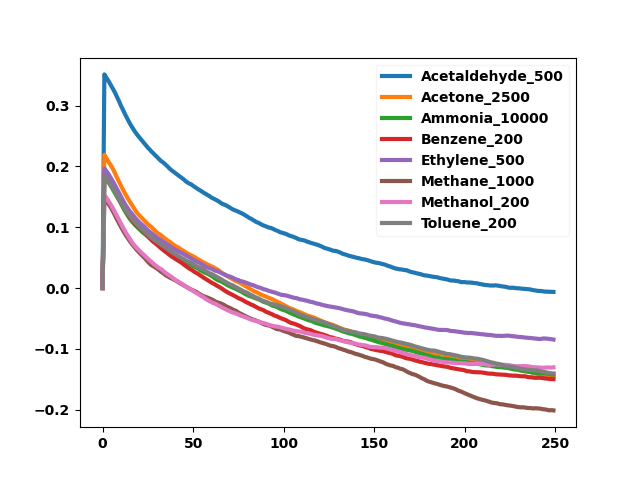 Acetaldehyde_500
Acetone_2500
Ammonia_10000
Benzene_200
Ethylene_500
Methane_1000
Methanol_200
Toluene_200
0.3
0.2
0.1
0.0
−0.1
−0.2
0 50 100 150 200 250